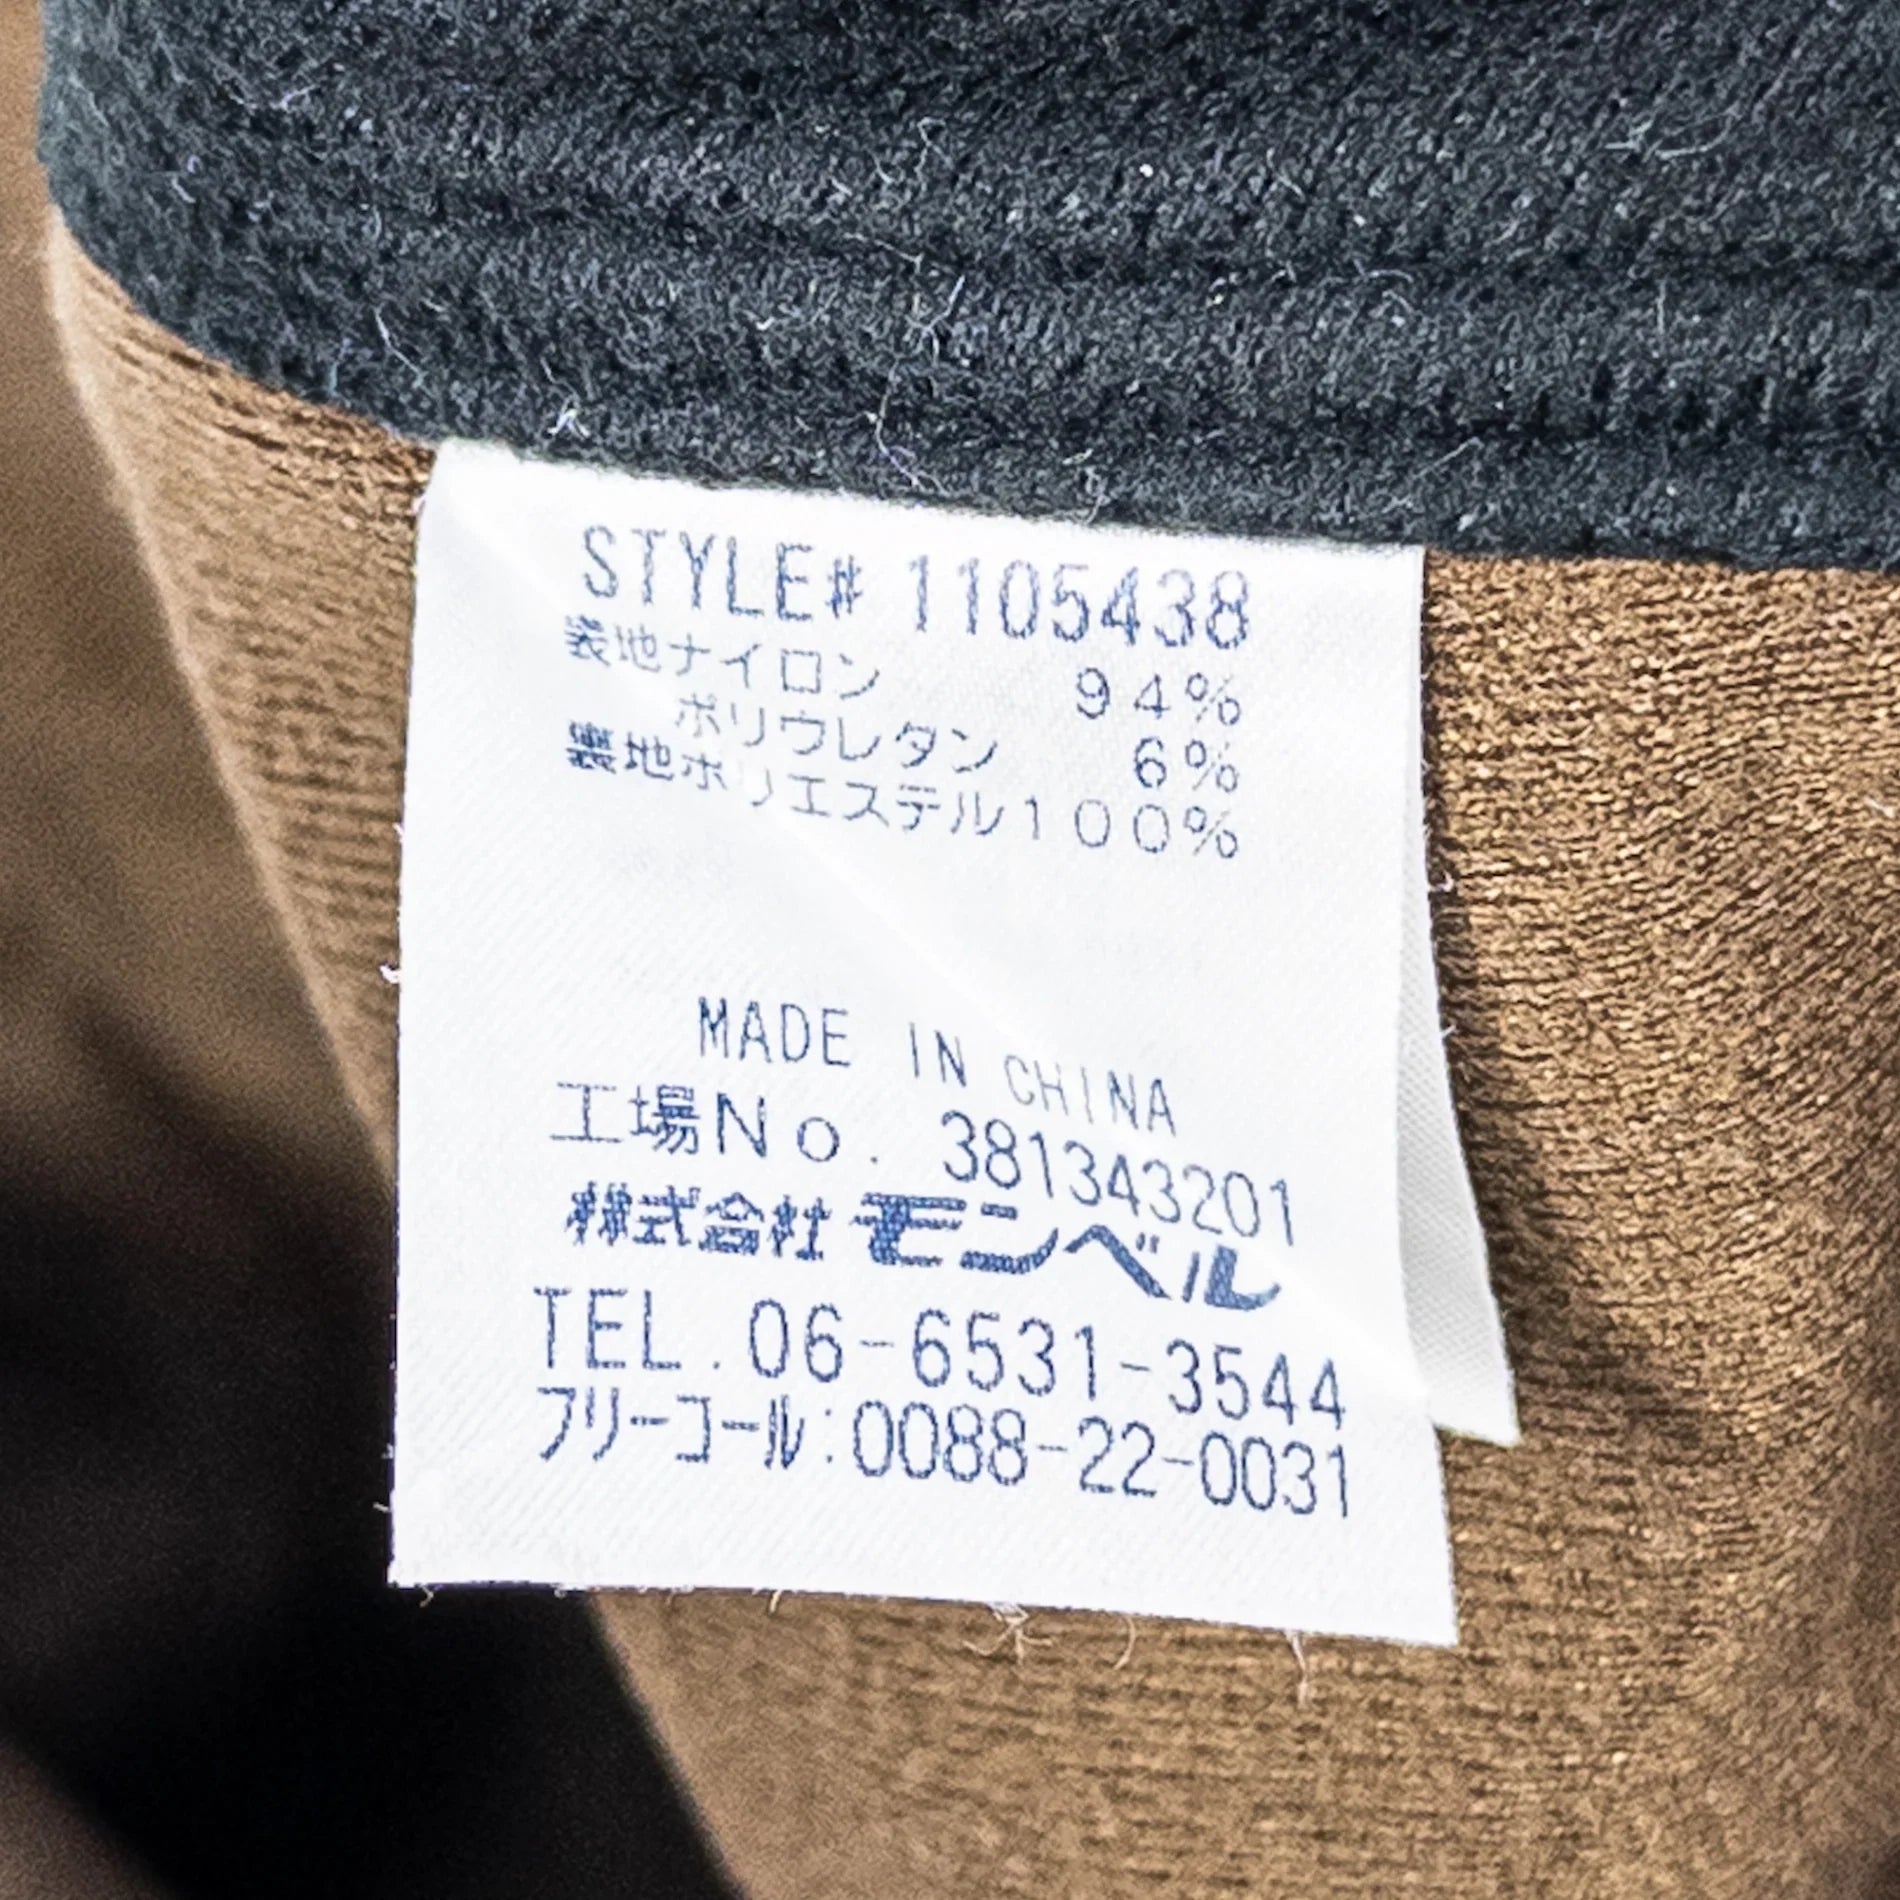 STYLE# 1105438
表地ナイロン 94%
ポリウレタン 6%
裏地ポリエステル100%
MADE IN CHINA
工場No. 381343201
株式会社モンベル
TEL.06-6531-3544
フリーコール:0088-22-0031